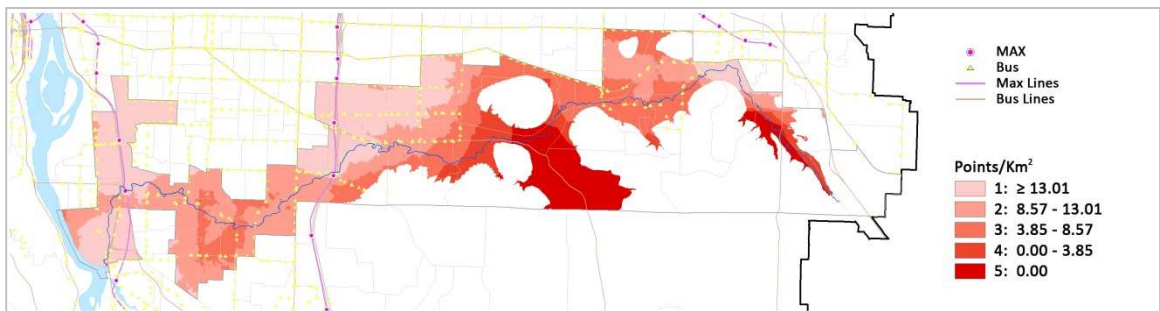 MAX
Bus
Max Lines
Bus Lines
Points/Km²
1: ≥ 13.01
2: 8.57 - 13.01
3: 3.85 - 8.57
4: 0.00 - 3.85
5: 0.00